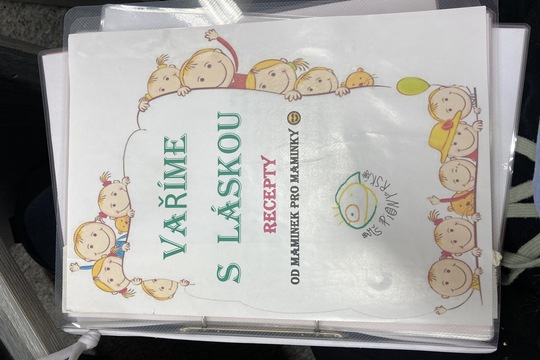 VAŘÍME
S LÁSKOU
RECEPTY
OD MAMINEK PRO MAMINKY